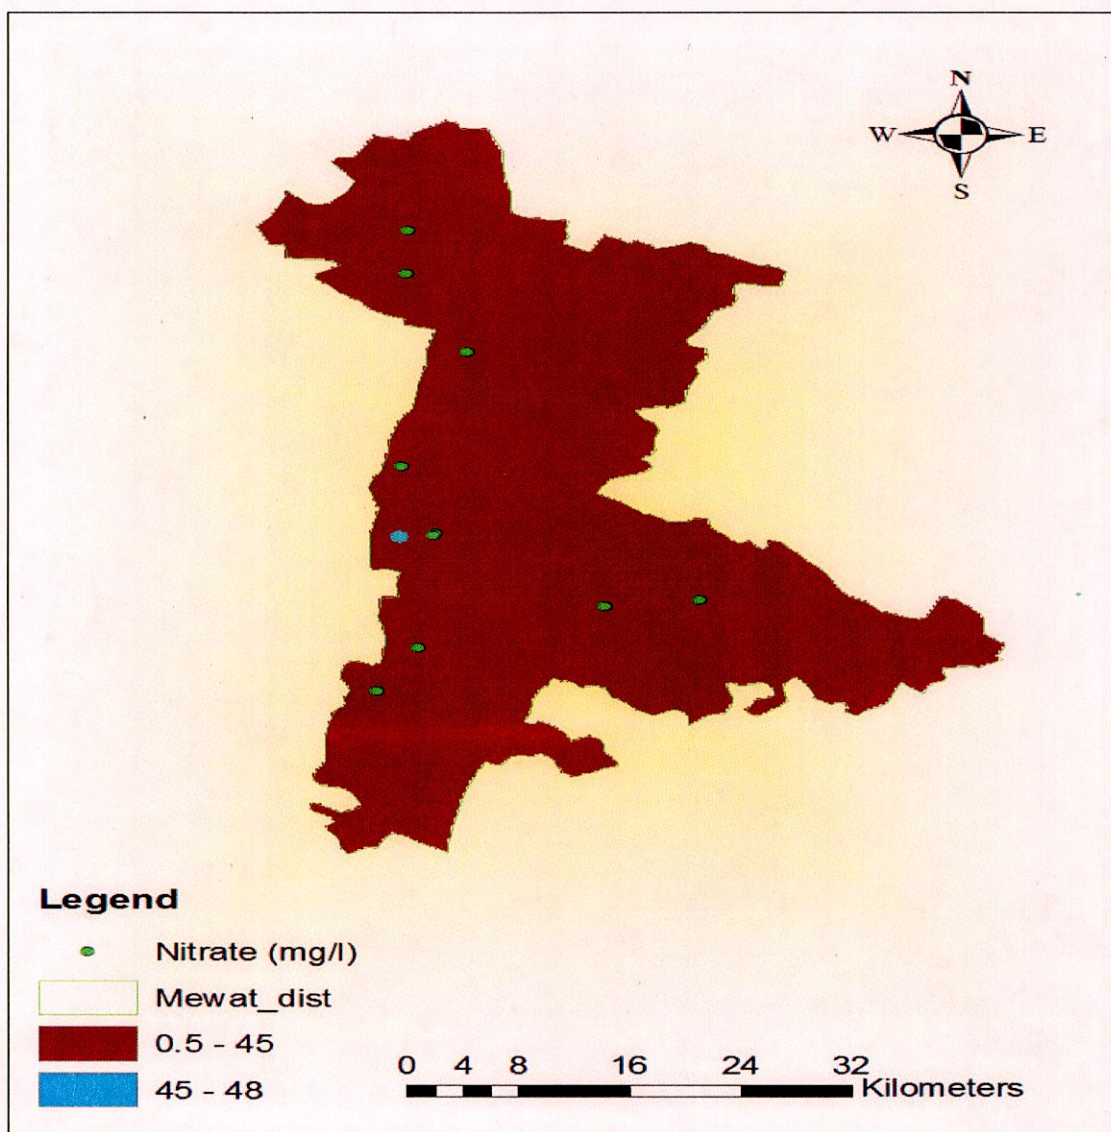 N
W E
S
Legend
Nitrate (mg/l)
Mewat_dist
0.5 - 45
45 - 48
0 4 8 16 24 32
Kilometers